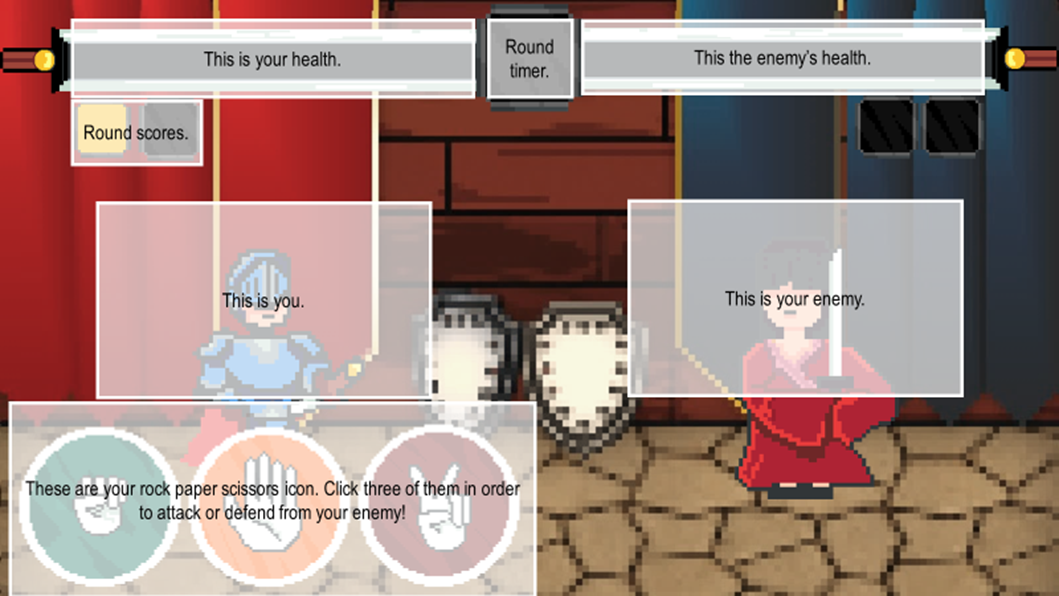 This is your health.
Round
timer.
This the enemy's health.
Round scores.
This is you.
This is your enemy.
These are your rock paper scissors icon. Click three of them in order
to attack or defend from your enemy!